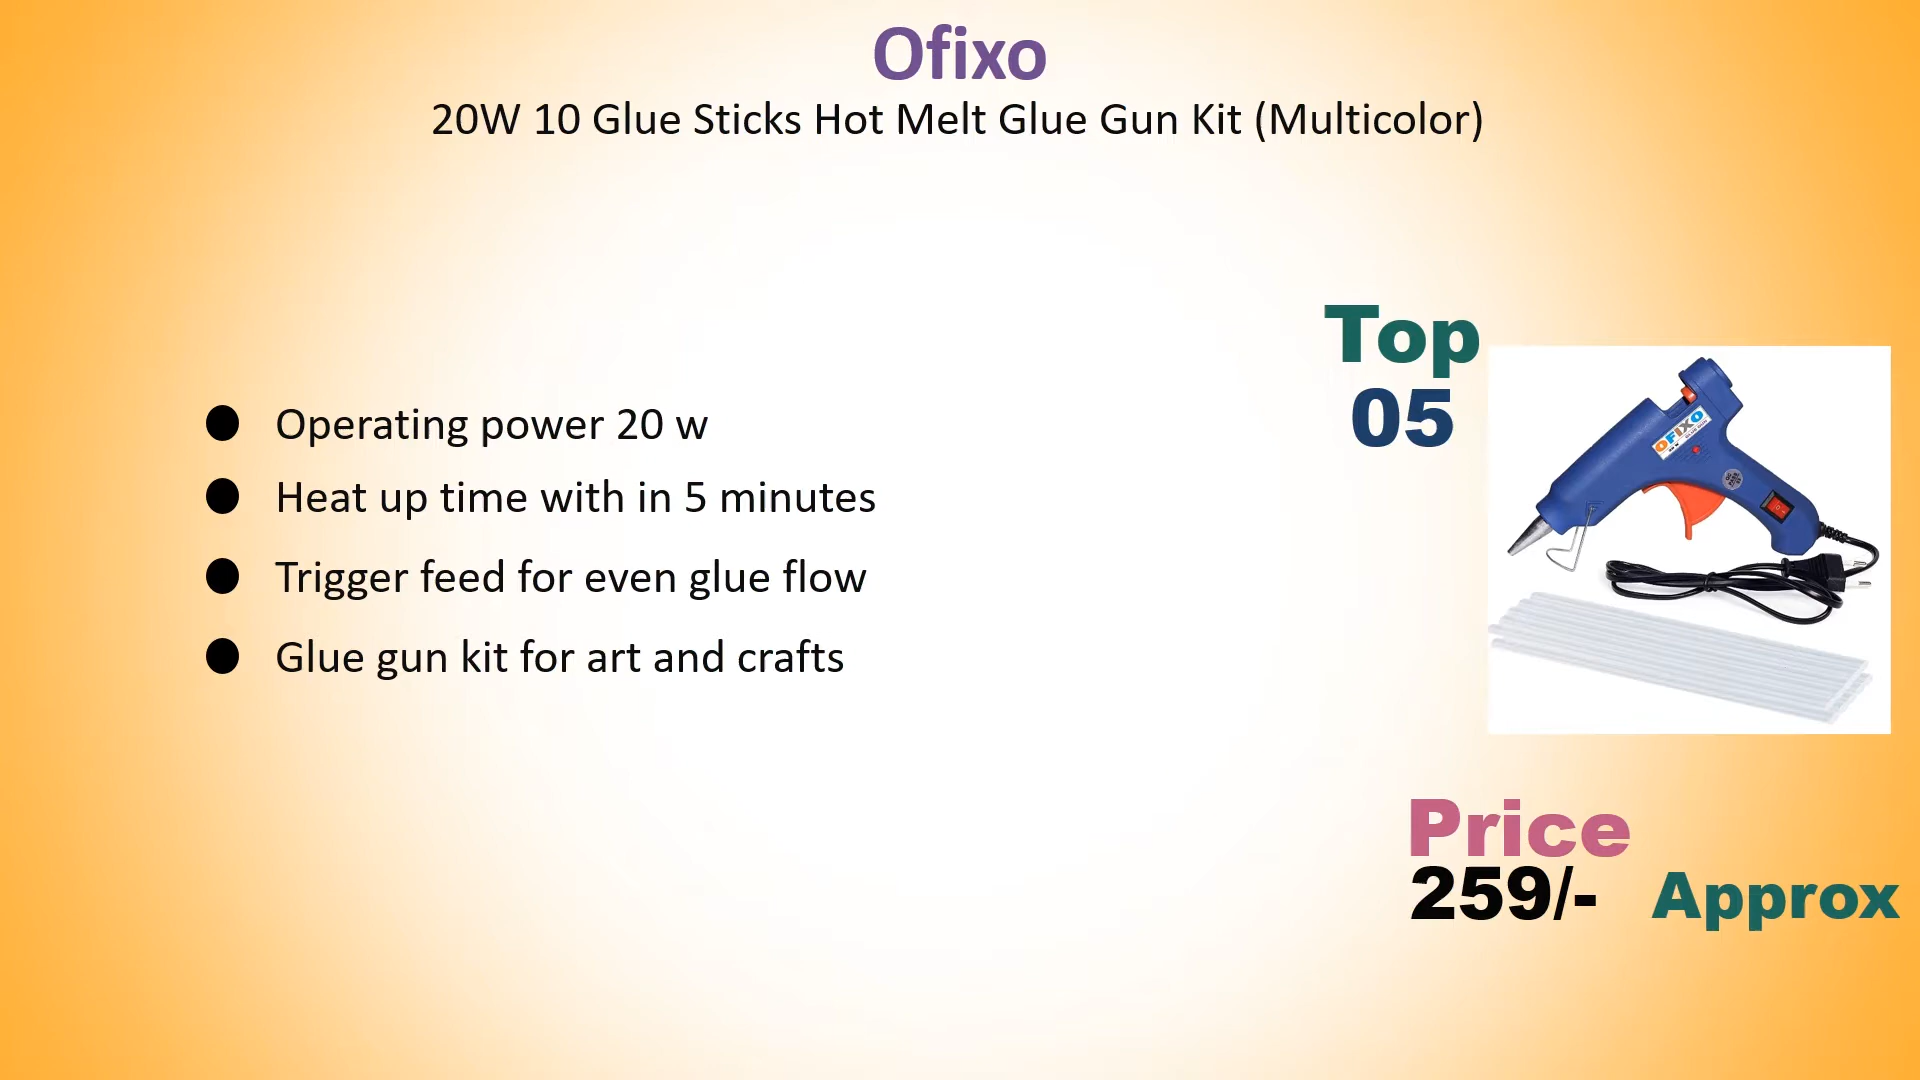 Ofixo
20W 10 Glue Sticks Hot Melt Glue Gun Kit (Multicolor)
Top
05
● Operating power 20 w
● Heat up time with in 5 minutes
● Trigger feed for even glue flow
● Glue gun kit for art and crafts
OFIXO
Price
259/- Approx